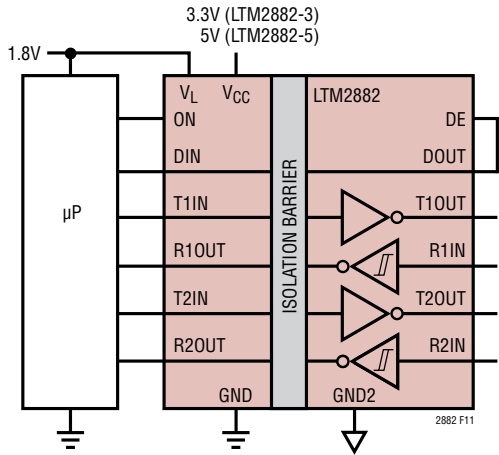 3.3V (LTM2882-3)
5V (LTM2882-5)
1.8V
VL VCC LTM2882
ON DE
DIN DOUT
µP
ISOLATION BARRIER
T1IN T1OUT
R1OUT R1IN
T2IN T2OUT
R2OUT R2IN
GND GND2
2882 F11